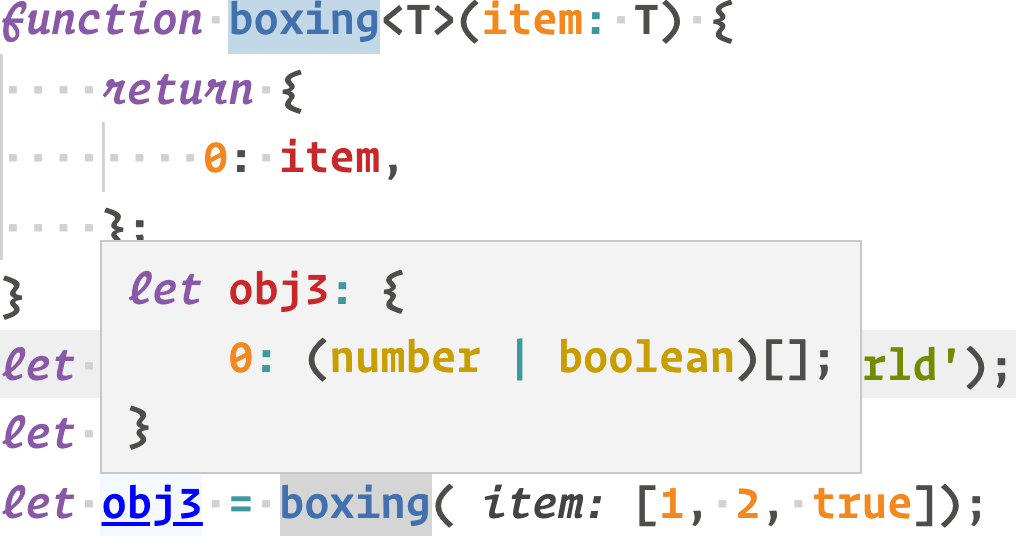 function boxing<T>(item: T) {
return {
0: item,
};
}
let obj3: {
let
0: (number | boolean)[];
rld');
let
}
let obj3 = boxing( item: [1, 2, true]);